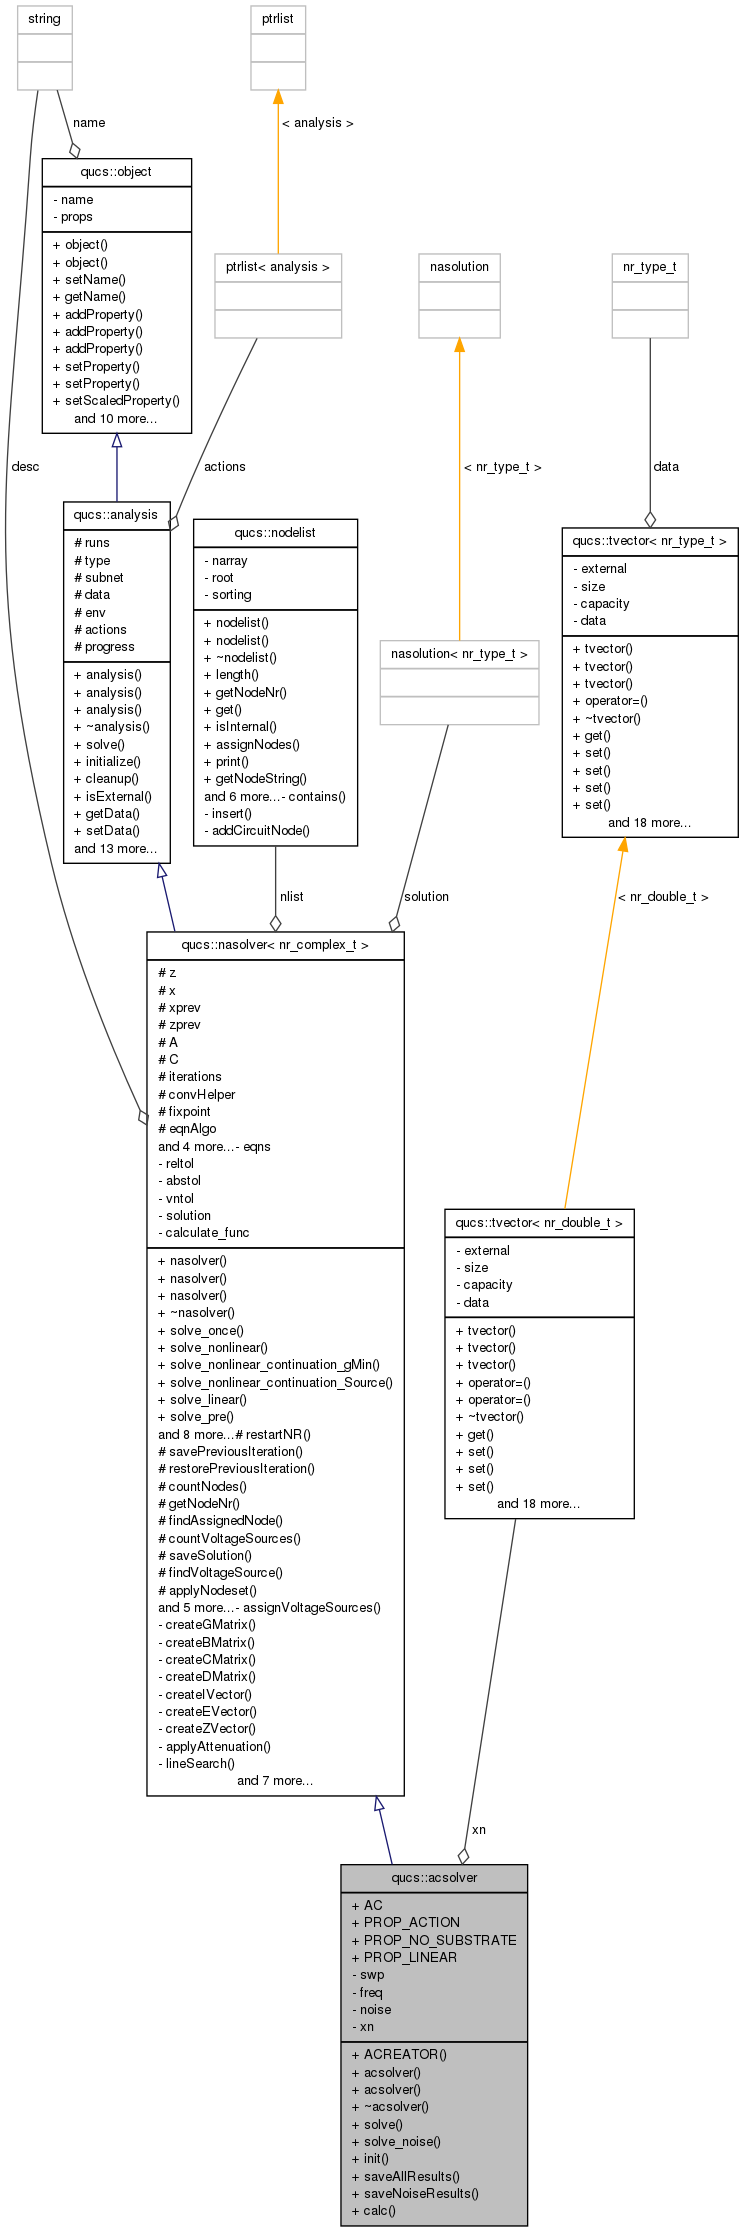 string
ptrlist
name
< analysis >
qucs::object
- name
- props
+ object()
+ object()
+ setName()
+ getName()
+ addProperty()
+ addProperty()
+ addProperty()
+ setProperty()
+ setProperty()
+ setScaledProperty()
and 10 more...
ptrlist< analysis >
nasolution
nr_type_t
desc
actions
< nr_type_t >
data
qucs::analysis
# runs
# type
# subnet
# data
# env
# actions
# progress
+ analysis()
+ analysis()
+ analysis()
+ ~analysis()
+ solve()
+ initialize()
+ cleanup()
+ isExternal()
+ getData()
+ setData()
and 13 more...
qucs::nodelist
- narray
- root
- sorting
+ nodelist()
+ nodelist()
+ ~nodelist()
+ length()
+ getNodeNr()
+ get()
+ isInternal()
+ assignNodes()
+ print()
+ getNodeString()
and 6 more...- contains()
- insert()
- addCircuitNode()
nasolution< nr_type_t >
qucs::tvector< nr_type_t >
- external
- size
- capacity
- data
+ tvector()
+ tvector()
+ tvector()
+ operator=()
+ ~tvector()
+ get()
+ set()
+ set()
+ set()
+ set()
and 18 more...
nlist
solution
< nr_double_t >
qucs::nasolver< nr_complex_t >
# z
# x
# xprev
# zprev
# A
# C
# iterations
# convHelper
# fixpoint
# eqnAlgo
and 4 more...- eqns
- reltol
- abstol
- vntol
- solution
- calculate_func
+ nasolver()
+ nasolver()
+ nasolver()
+ ~nasolver()
+ solve_once()
+ solve_nonlinear()
+ solve_nonlinear_continuation_gMin()
+ solve_nonlinear_continuation_Source()
+ solve_linear()
+ solve_pre()
and 8 more...# restartNR()
# savePreviousIteration()
# restorePreviousIteration()
# countNodes()
# getNodeNr()
# findAssignedNode()
# countVoltageSources()
# saveSolution()
# findVoltageSource()
# applyNodeset()
and 5 more...- assignVoltageSources()
- createGMatrix()
- createBMatrix()
- createCMatrix()
- createDMatrix()
- createIVector()
- createEVector()
- createZVector()
- applyAttenuation()
- lineSearch()
and 7 more...
qucs::tvector< nr_double_t >
- external
- size
- capacity
- data
+ tvector()
+ tvector()
+ tvector()
+ operator=()
+ operator=()
+ ~tvector()
+ get()
+ set()
+ set()
+ set()
and 18 more...
xn
qucs::acsolver
+ AC
+ PROP_ACTION
+ PROP_NO_SUBSTRATE
+ PROP_LINEAR
- swp
- freq
- noise
- xn
+ ACREATOR()
+ acsolver()
+ acsolver()
+ ~acsolver()
+ solve()
+ solve_noise()
+ init()
+ saveAllResults()
+ saveNoiseResults()
+ calc()